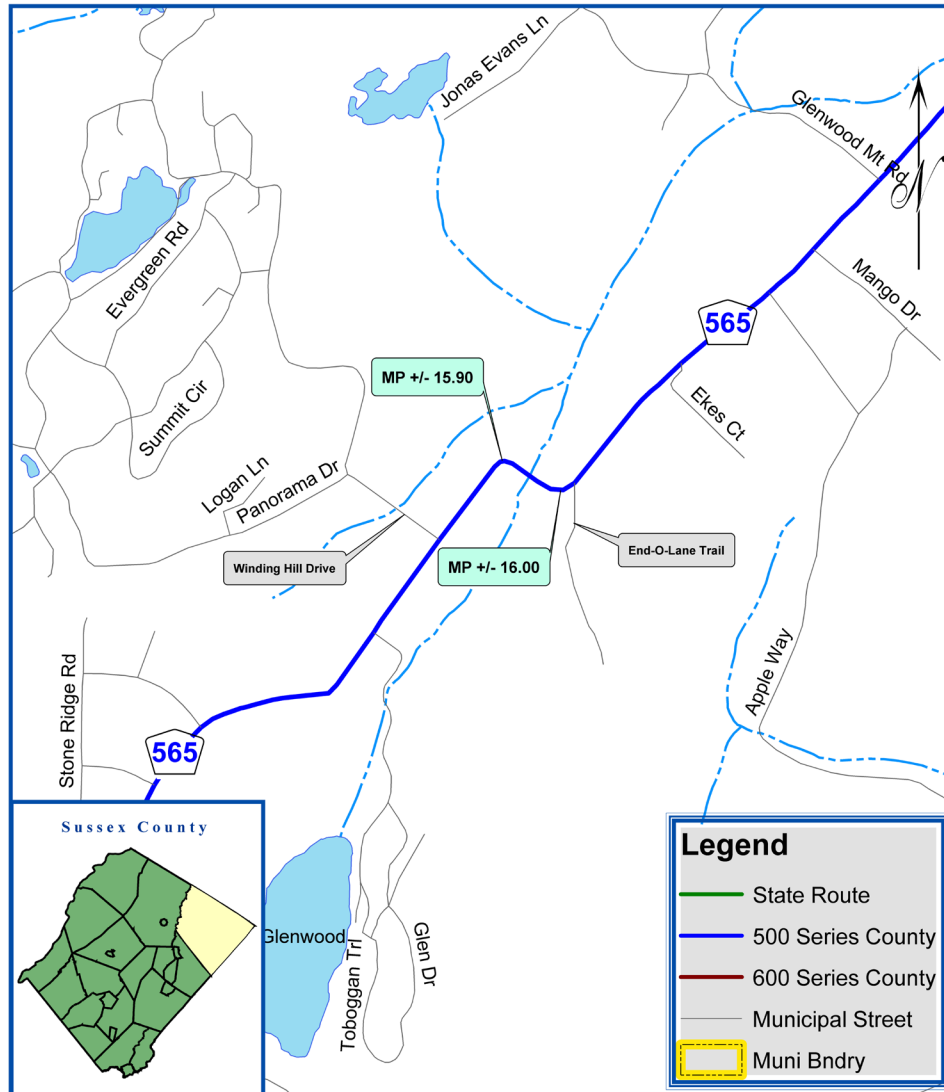 Jonas Evans Ln
Glenwood Mt Rd
N
Evergreen Rd
Mango Dr
565
MP +/- 15.90
Summit Cir
Ekes Ct
Logan Ln
Panorama Dr
Winding Hill Drive
MP +/- 16.00
End-O-Lane Trail
Stone Ridge Rd
Apple Way
565
Sussex County
Glenwood
Toboggan Trl
Glen Dr
Legend
State Route
500 Series County
600 Series County
Municipal Street
Muni Bndry